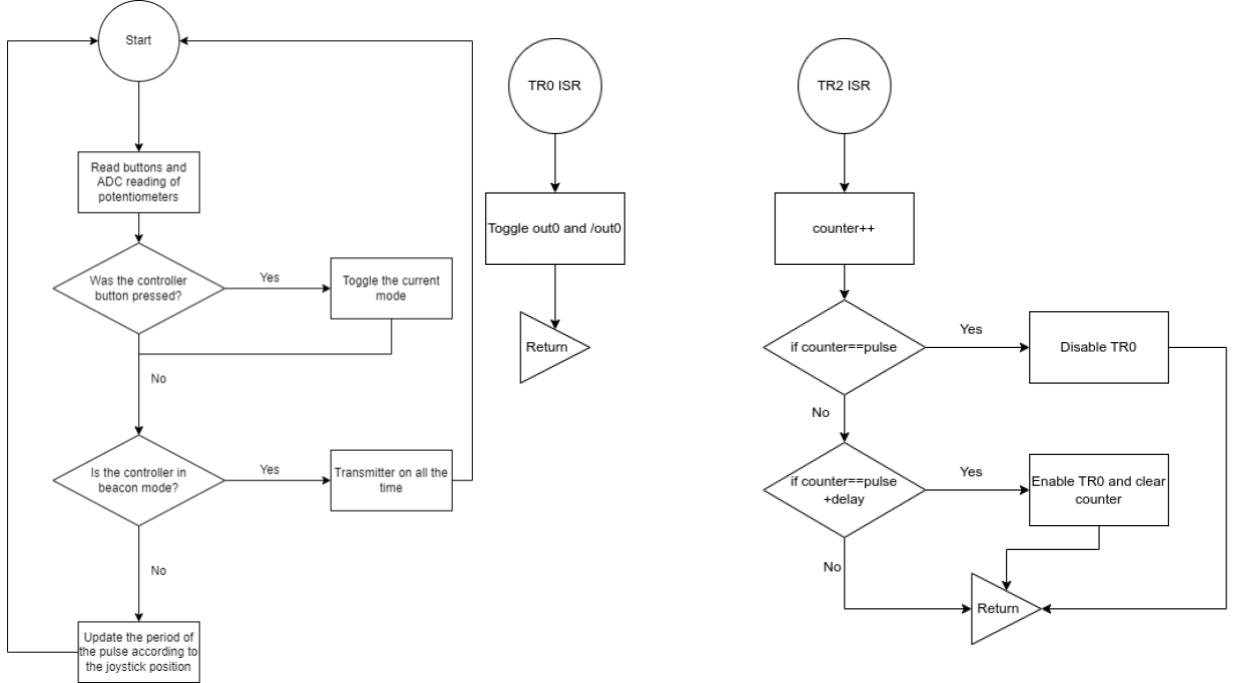 Start
Read buttons and
ADC reading of
potentiometers
Was the controller
button pressed?
Yes
Toggle the current
mode
No
Is the controller in
beacon mode?
Yes
Transmitter on all the
time
No
Update the period of
the pulse according to
the joystick position
TR0 ISR
Toggle out0 and /out0
Return
TR2 ISR
counter++
if counter==pulse
Yes
Disable TR0
No
if counter==pulse
+delay
Yes
Enable TR0 and clear
counter
No
Return